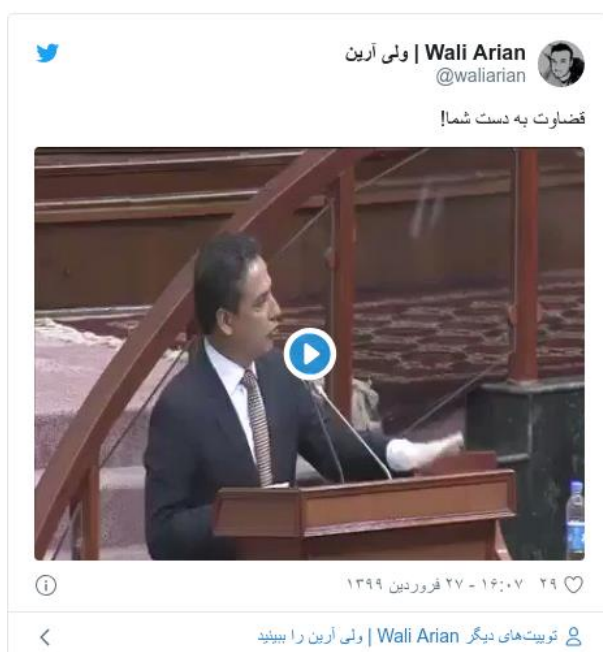 Wali Arian | ولی آرین
@waliarian
قضاوت به دست شما!
۲۹ ۱۶:۰۷ - ۲۷ فروردین ۱۳۹۹
توییت‌های دیگر Wali Arian | ولی آرین را ببینید